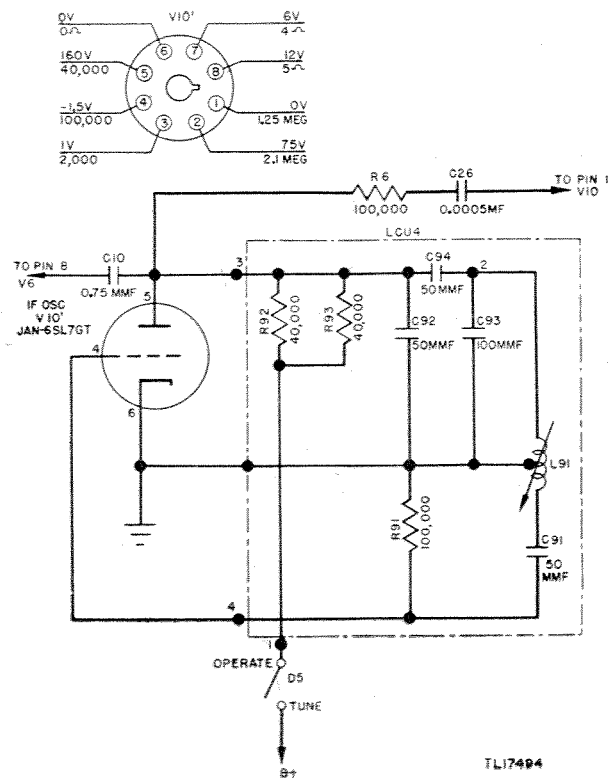 0V
0Ω
V10'
6V
4Ω
160V
40,000
12V
5Ω
-1.5V
100,000
0V
1.25 MEG
1V
2,000
75V
2.1 MEG
6
7
5
8
4
1
3
2
R6
100,000
C26
0.0005MF
TO PIN 1
V10
LCU4
TO PIN 8
V6
C10
0.75 MMF
3
C94
50MMF
2
5
IF OSC
V10'
JAN-6SL7GT
R92
40,000
R93
40,000
C92
50MMF
C93
100MMF
4
6
L91
R91
100,000
C91
50
MMF
4
1
OPERATE
D5
TUNE
B+
TL17494